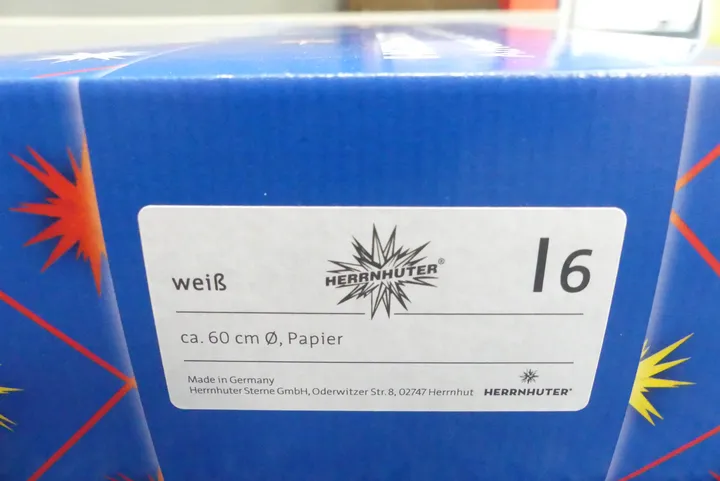 weiß
HERRNHUTER®
I6
ca. 60 cm Ø, Papier
Made in Germany
Herrnhuter Sterne GmbH, Oderwitzer Str. 8, 02747 Herrnhut
HERRNHUTER®